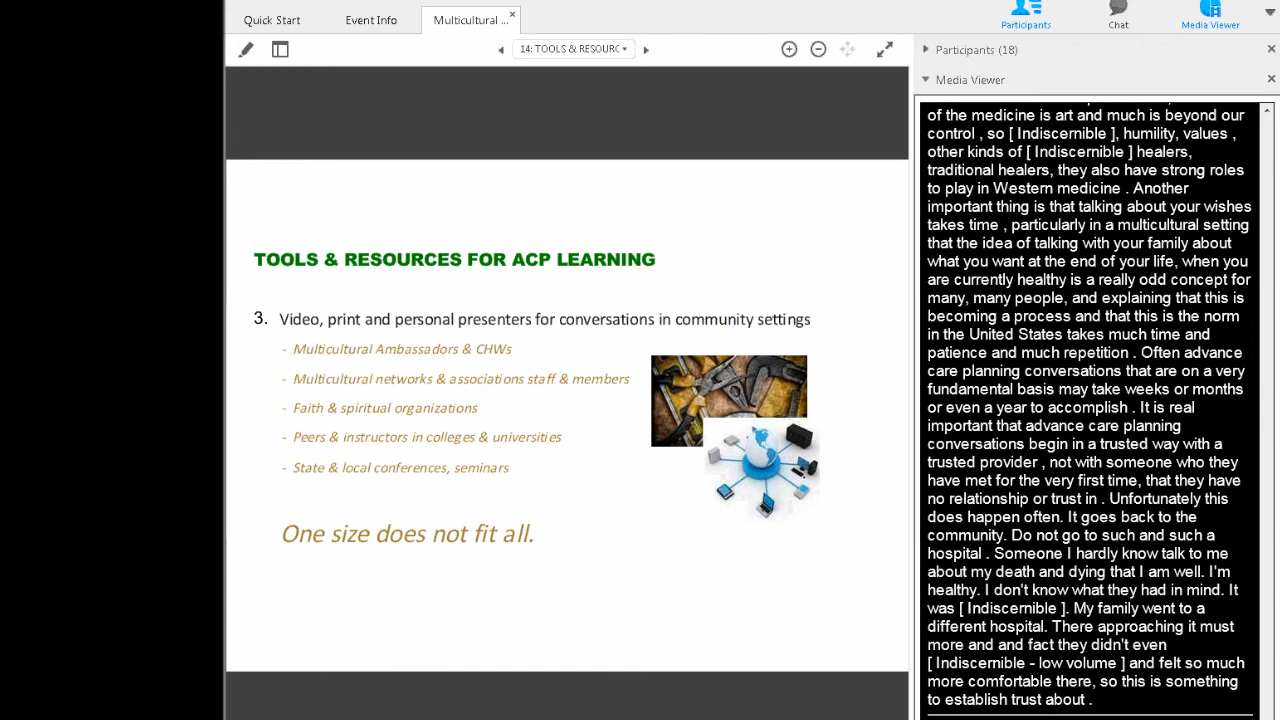 Quick Start
Event Info
Multicultural ...
Participants
Chat
Media Viewer
14: TOOLS & RESOURC
Participants (18)
Media Viewer
TOOLS & RESOURCES FOR ACP LEARNING
3. Video, print and personal presenters for conversations in community settings
- Multicultural Ambassadors & CHWs
- Multicultural networks & associations staff & members
- Faith & spiritual organizations
- Peers & instructors in colleges & universities
- State & local conferences, seminars
One size does not fit all.
of the medicine is art and much is beyond our
control , so [ Indiscernible ], humility, values ,
other kinds of [ Indiscernible ] healers,
traditional healers, they also have strong roles
to play in Western medicine . Another
important thing is that talking about your wishes
takes time , particularly in a multicultural setting
that the idea of talking with your family about
what you want at the end of your life, when you
are currently healthy is a really odd concept for
many, many people, and explaining that this is
becoming a process and that this is the norm
in the United States takes much time and
patience and much repetition . Often advance
care planning conversations that are on a very
fundamental basis may take weeks or months
or even a year to accomplish . It is real
important that advance care planning
conversations begin in a trusted way with a
trusted provider , not with someone who they
have met for the very first time, that they have
no relationship or trust in . Unfortunately this
does happen often. It goes back to the
community. Do not go to such and such a
hospital . Someone I hardly know talk to me
about my death and dying that I am well. I'm
healthy. I don't know what they had in mind. It
was [ Indiscernible ]. My family went to a
different hospital. There approaching it must
more and and fact they didn't even
[ Indiscernible - low volume ] and felt so much
more comfortable there, so this is something
to establish trust about .